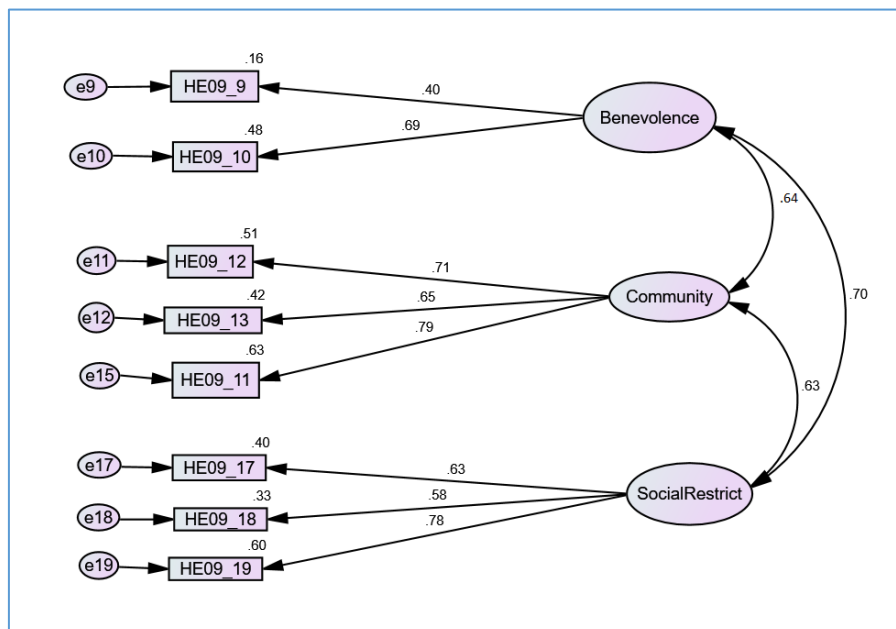 .16
e9 HE09_9
.40
Benevolence
.48
.69
e10 HE09_10
.64
.51
e11 HE09_12
.71
.42
.65
Community
.70
e12 HE09_13
.79
.63
e15 HE09_11
.63
.40
e17 HE09_17
.63
.33
.58
SocialRestrict
e18 HE09_18
.78
.60
e19 HE09_19